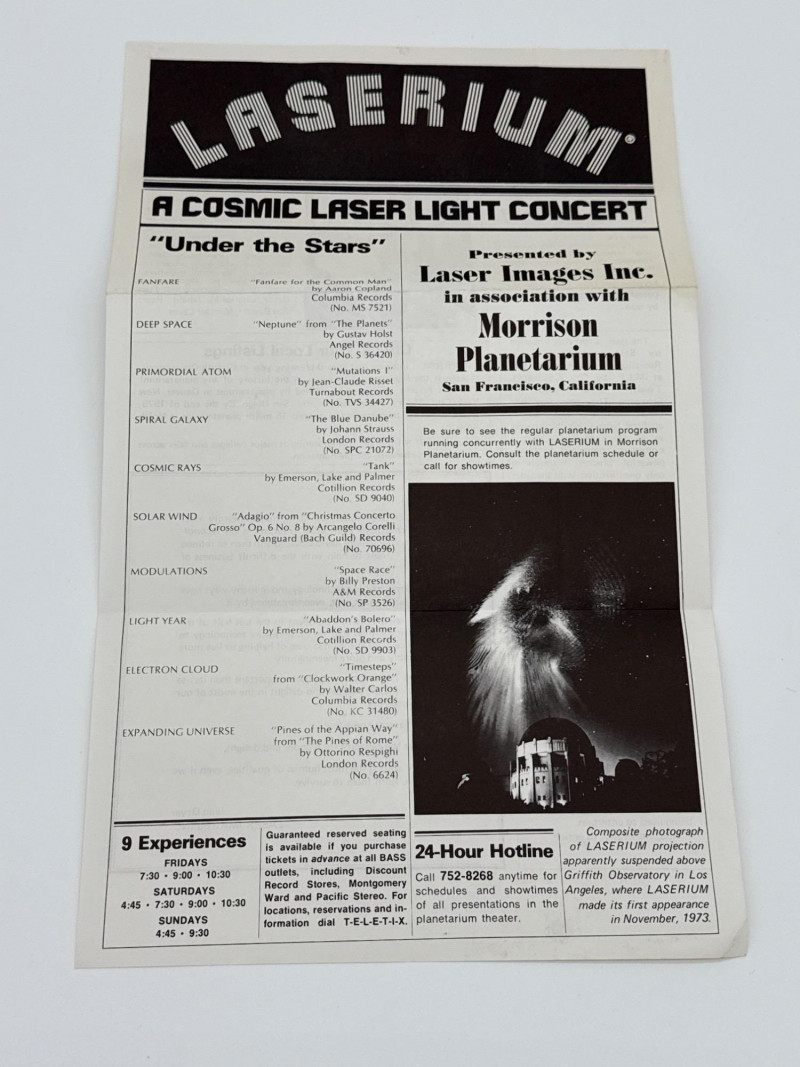 LASERIUM®
A COSMIC LASER LIGHT CONCERT
"Under the Stars"
FANFARE "Fanfare for the Common Man"
by Aaron Copland
Columbia Records
(No. MS 7521)
DEEP SPACE "Neptune" from "The Planets"
by Gustav Holst
Angel Records
(No. S 36420)
PRIMORDIAL ATOM "Mutations I"
by Jean-Claude Risset
Turnabout Records
(No. TVS 34427)
SPIRAL GALAXY "The Blue Danube"
by Johann Strauss
London Records
(No. SPC 21072)
COSMIC RAYS "Tank"
by Emerson, Lake and Palmer
Cotillion Records
(No. SD 9040)
SOLAR WIND "Adagio" from "Christmas Concerto
Grosso" Op. 6 No. 8 by Arcangelo Corelli
Vanguard (Bach Guild) Records
(No. 70696)
MODULATIONS "Space Race"
by Billy Preston
A&M Records
(No. SP 3526)
LIGHT YEAR "Abaddon's Bolero"
by Emerson, Lake and Palmer
Cotillion Records
(No. SD 9903)
ELECTRON CLOUD "Timesteps"
from "Clockwork Orange"
by Walter Carlos
Columbia Records
(No. KC 31480)
EXPANDING UNIVERSE "Pines of the Appian Way"
from "The Pines of Rome"
by Ottorino Respighi
London Records
(No. 6624)
Presented by
Laser Images Inc.
in association with
Morrison
Planetarium
San Francisco, California
Be sure to see the regular planetarium program
running concurrently with LASERIUM in Morrison
Planetarium. Consult the planetarium schedule or
call for showtimes.
9 Experiences
FRIDAYS
7:30 • 9:00 • 10:30
SATURDAYS
4:45 • 7:30 • 9:00 • 10:30
SUNDAYS
4:45 • 9:30
Guaranteed reserved seating
is available if you purchase
tickets in advance at all BASS
outlets, including Discount
Record Stores, Montgomery
Ward and Pacific Stereo. For
locations, reservations and in-
formation dial T-E-L-E-T-I-X.
24-Hour Hotline
Call 752-8268 anytime for
schedules and showtimes
of all presentations in the
planetarium theater.
Composite photograph
of LASERIUM projection
apparently suspended above
Griffith Observatory in Los
Angeles, where LASERIUM
made its first appearance
in November, 1973.